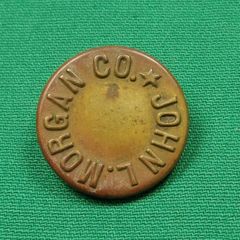 JOHN L. MORGAN CO. ★